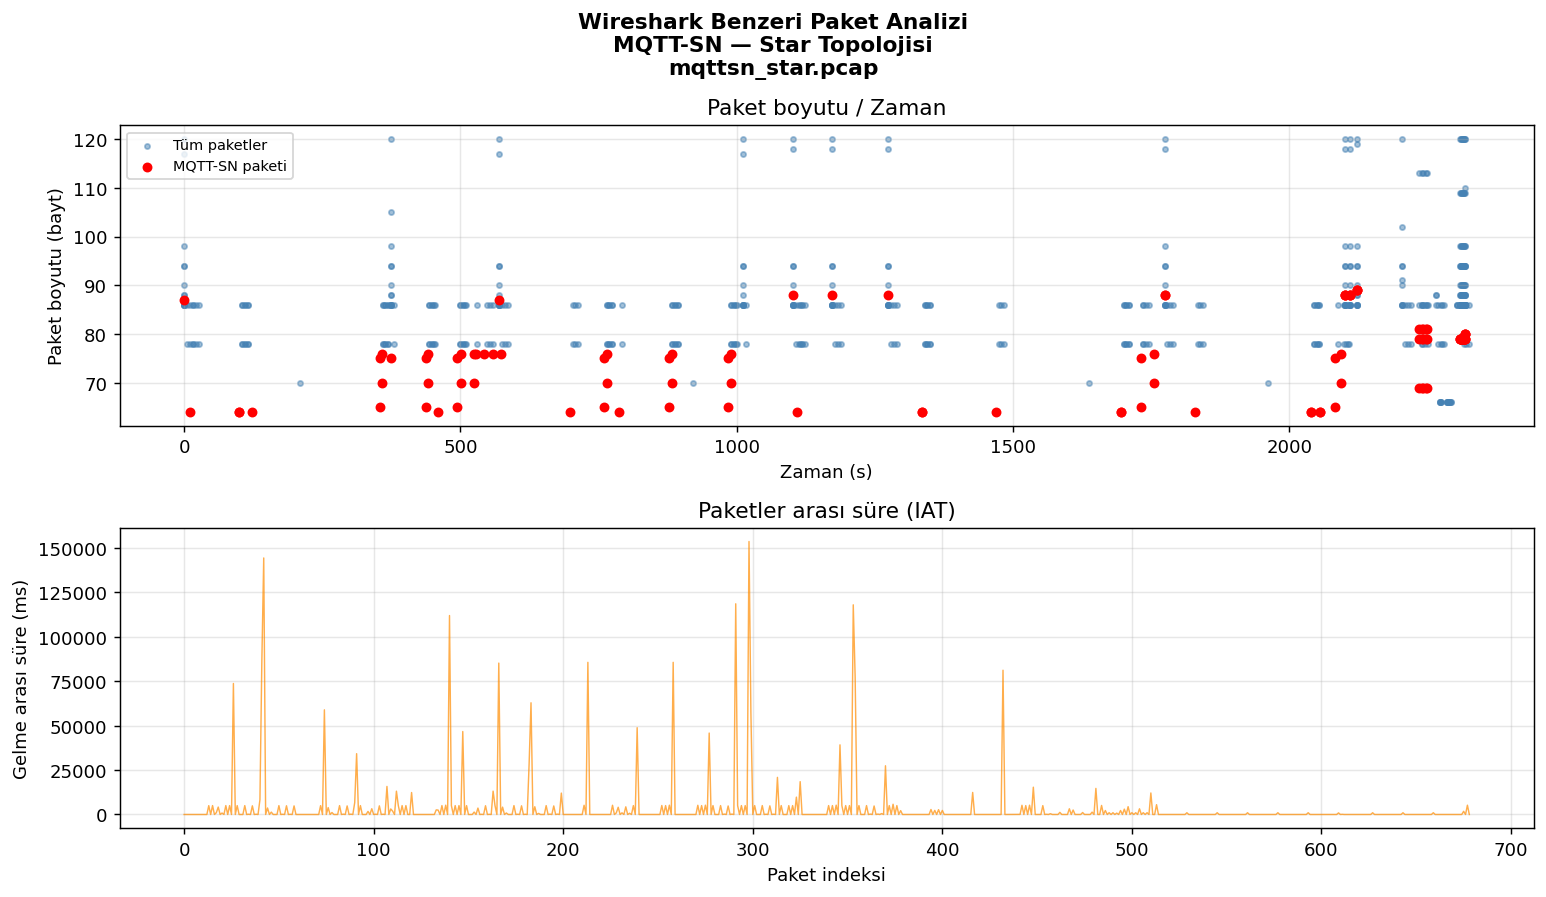 Wireshark Benzeri Paket Analizi
MQTT-SN — Star Topolojisi
mqttsn_star.pcap
Paket boyutu / Zaman
Tüm paketler
MQTT-SN paketi
Paket boyutu (bayt)
120
110
100
90
80
70
0
500
1000
1500
2000
Zaman (s)
Paketler arası süre (IAT)
Gelme arası süre (ms)
150000
125000
100000
75000
50000
25000
0
0
100
200
300
400
500
600
700
Paket indeksi